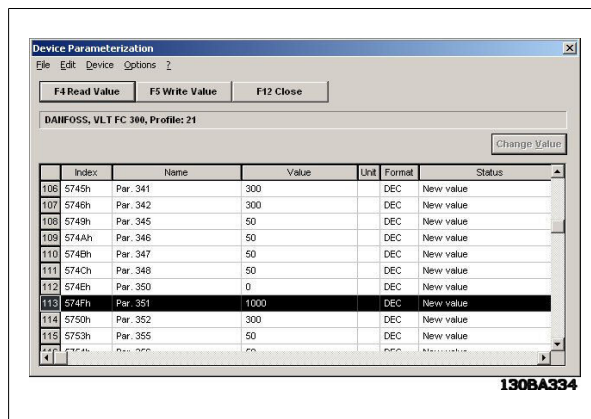 Device Parameterization
File Edit Device Options ?
F4 Read Value F5 Write Value F12 Close
DANFOSS, VLT FC 300, Profile: 21
Change Value
Index Name Value Unit Format Status
106 5745h Par. 341 300 DEC New value
107 5746h Par. 342 300 DEC New value
108 5749h Par. 345 50 DEC New value
109 574Ah Par. 346 50 DEC New value
110 574Bh Par. 347 50 DEC New value
111 574Ch Par. 348 50 DEC New value
112 574Eh Par. 350 0 DEC New value
113 574Fh Par. 351 1000 DEC New value
114 5750h Par. 352 300 DEC New value
115 5753h Par. 355 50 DEC New value
130BA334